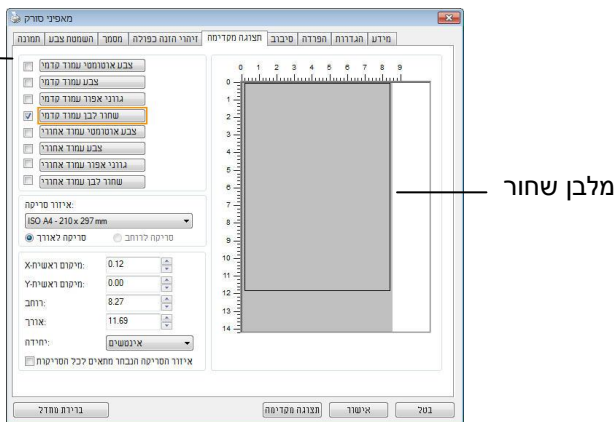 מאפיני סורק
תמונה השמטת צבע מסמך זיהוי הזנה כפולה תצוגה מקדימה סיבוב הפרדה הגדרות מידע
צבע אוטומטי עמוד קדמי
צבע עמוד קדמי
גווני אפור עמוד קדמי
שחור לבן עמוד קדמי
צבע אוטומטי עמוד אחורי
צבע עמוד אחורי
גווני אפור עמוד אחורי
שחור לבן עמוד אחורי
איזור סריקה:
ISO A4 - 210 x 297 mm
סריקה לאורך סריקה לרוחב
מיקום ראשית-X: 0.12
מיקום ראשית-Y: 0.00
רוחב: 8.27
אורך: 11.69
יחידה: אינטשים
איזור הסריקה הנבחר מתאים לכל הסריקות
0 1 2 3 4 5 6 7 8 9
0
1
2
3
4
5
6
7
8
9
10
11
12
13
14
מלבן שחור
ברירת מחדל תצוגה מקדימה אישור בטל